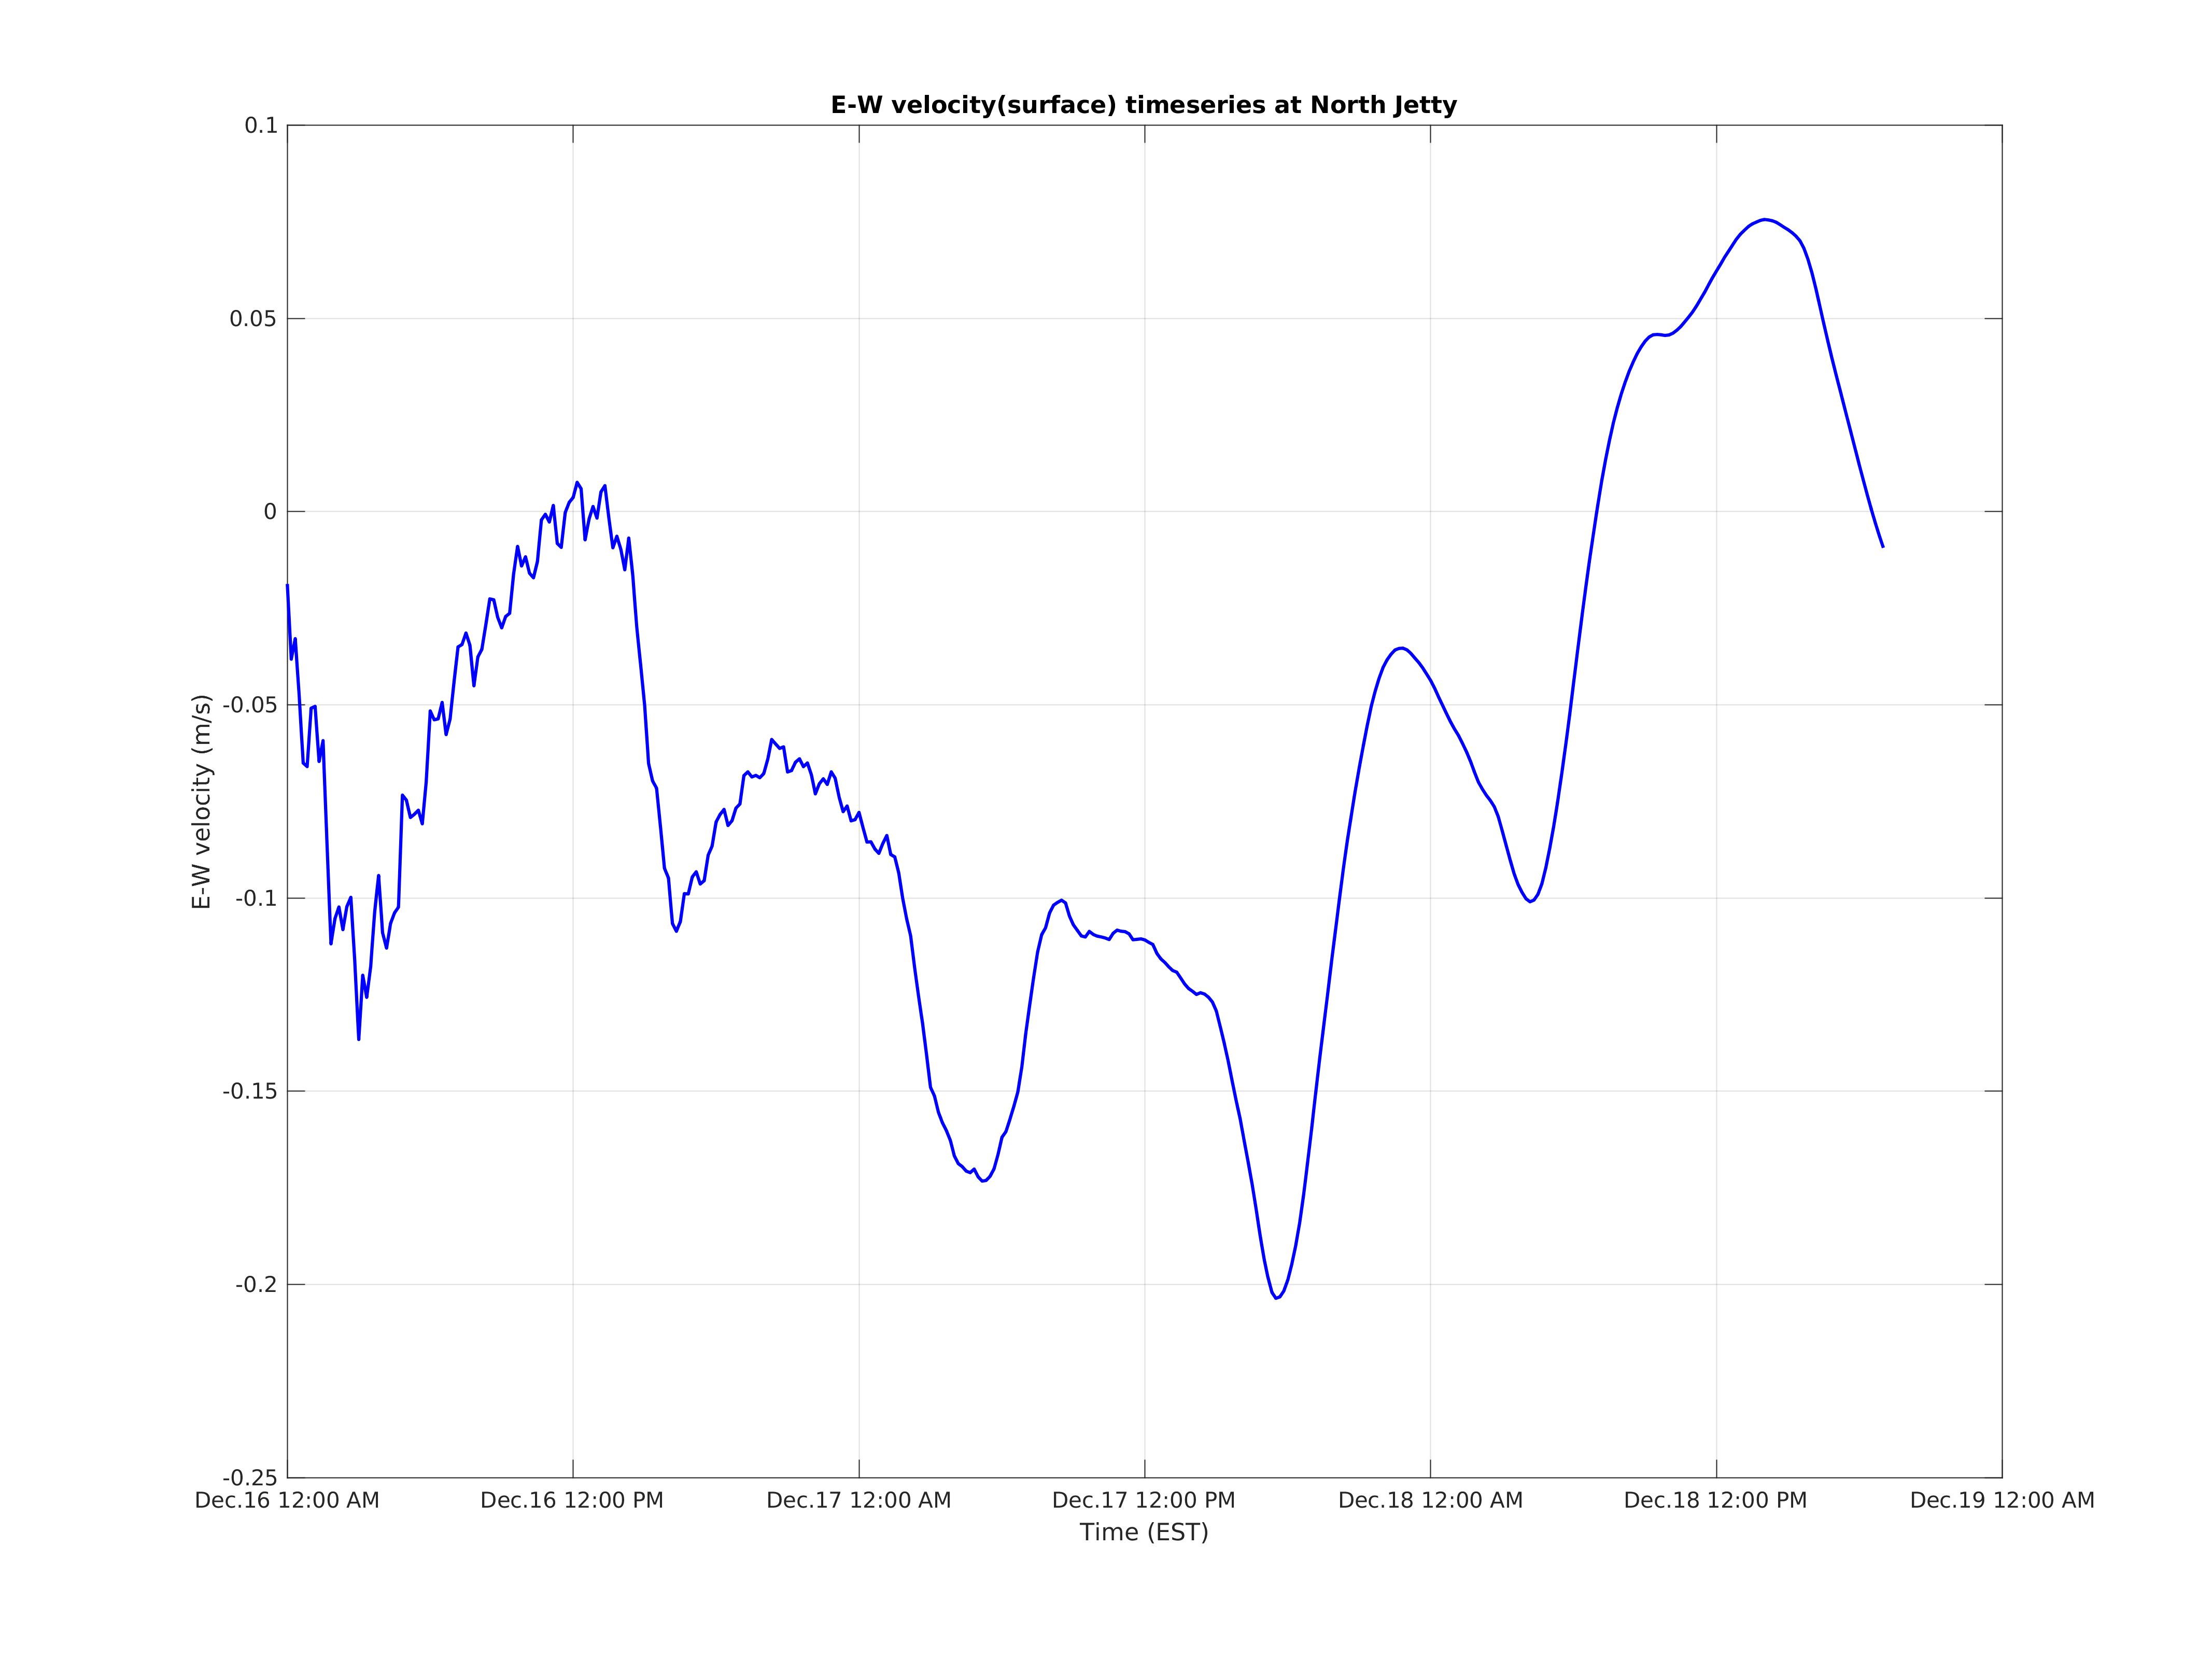 E-W velocity(surface) timeseries at North Jetty
0.1
0.05
0
-0.05
-0.1
-0.15
-0.2
-0.25
E-W velocity (m/s)
Dec.16 12:00 AM Dec.16 12:00 PM Dec.17 12:00 AM Dec.17 12:00 PM Dec.18 12:00 AM Dec.18 12:00 PM Dec.19 12:00 AM
Time (EST)